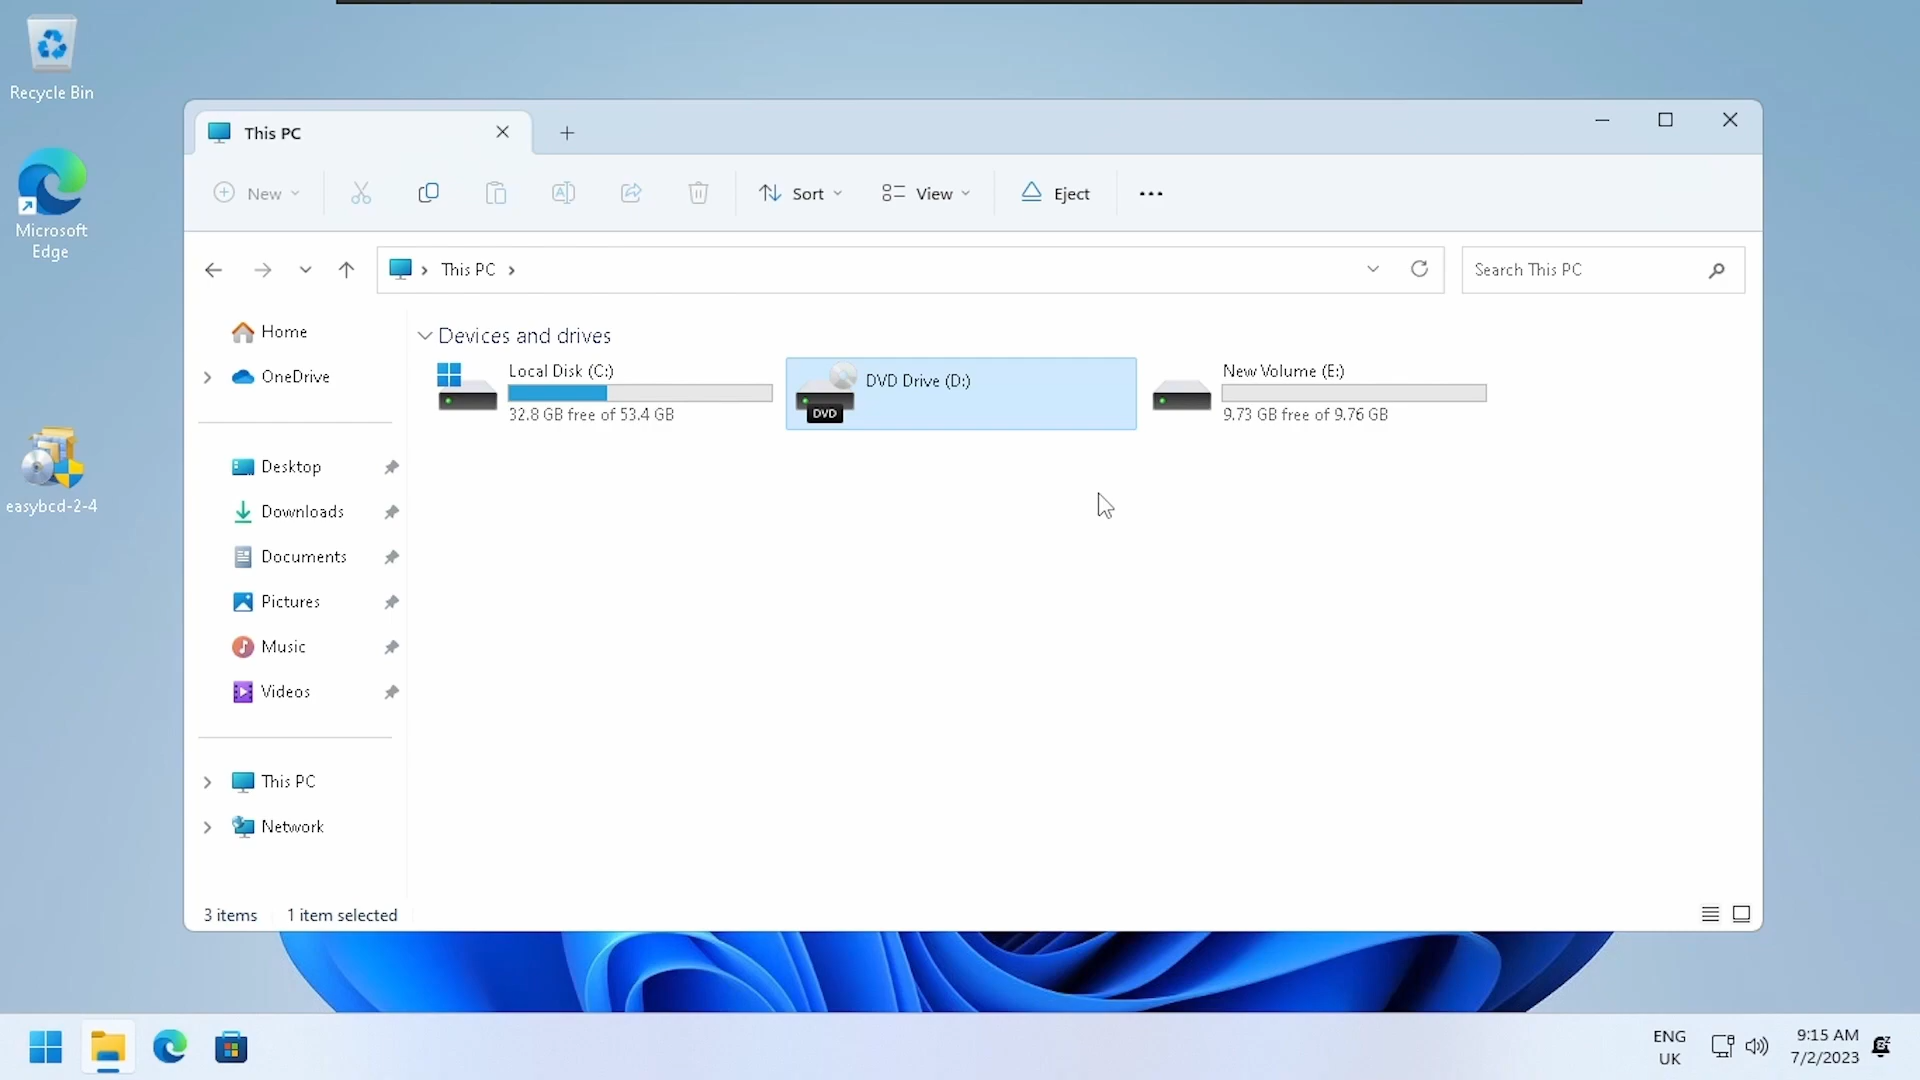 Recycle Bin
Microsoft
Edge
easybcd-2-4
This PC
New
Sort
View
Eject
This PC
Search This PC
Home
OneDrive
Desktop
Downloads
Documents
Pictures
Music
Videos
This PC
Network
Devices and drives
Local Disk (C:)
32.8 GB free of 53.4 GB
DVD Drive (D:)
DVD
New Volume (E:)
9.73 GB free of 9.76 GB
3 items
1 item selected
ENG
UK
9:15 AM
7/2/2023